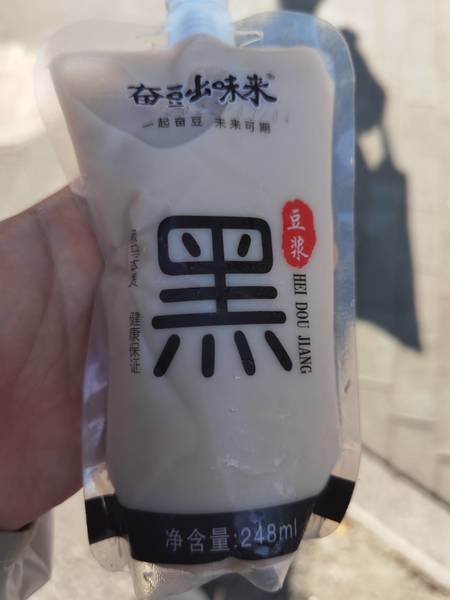 奋豆出味来
一起奋豆 未来可期
黑
豆浆
HEI DOU JIANG
健康保证
净含量:248ml